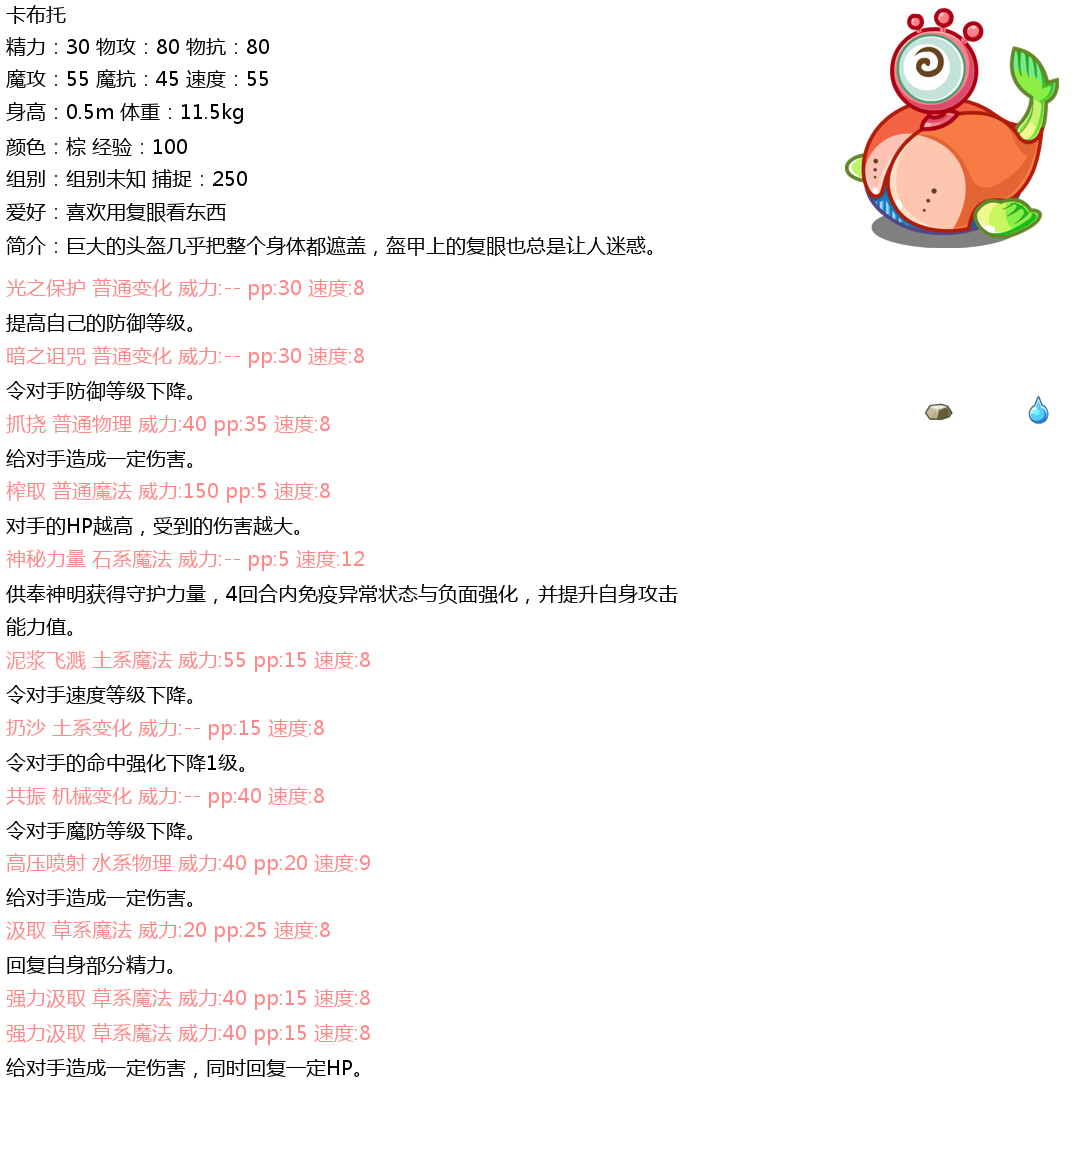 卡布托
精力：30 物攻：80 物抗：80
魔攻：55 魔抗：45 速度：55
身高：0.5m 体重：11.5kg
颜色：棕 经验：100
组别：组别未知 捕捉：250
爱好：喜欢用复眼看东西
简介：巨大的头盔几乎把整个身体都遮盖，盔甲上的复眼也总是让人迷惑。
光之保护 普通变化 威力:-- pp:30 速度:8
提高自己的防御等级。
暗之诅咒 普通变化 威力:-- pp:30 速度:8
令对手防御等级下降。
抓挠 普通物理 威力:40 pp:35 速度:8
给对手造成一定伤害。
榨取 普通魔法 威力:150 pp:5 速度:8
对手的HP越高，受到的伤害越大。
神秘力量 石系魔法 威力:-- pp:5 速度:12
供奉神明获得守护力量，4回合内免疫异常状态与负面强化，并提升自身攻击
能力值。
泥浆飞溅 土系魔法 威力:55 pp:15 速度:8
令对手速度等级下降。
扔沙 土系变化 威力:-- pp:15 速度:8
令对手的命中强化下降1级。
共振 机械变化 威力:-- pp:40 速度:8
令对手魔防等级下降。
高压喷射 水系物理 威力:40 pp:20 速度:9
给对手造成一定伤害。
汲取 草系魔法 威力:20 pp:25 速度:8
回复自身部分精力。
强力汲取 草系魔法 威力:40 pp:15 速度:8
强力汲取 草系魔法 威力:40 pp:15 速度:8
给对手造成一定伤害，同时回复一定HP。